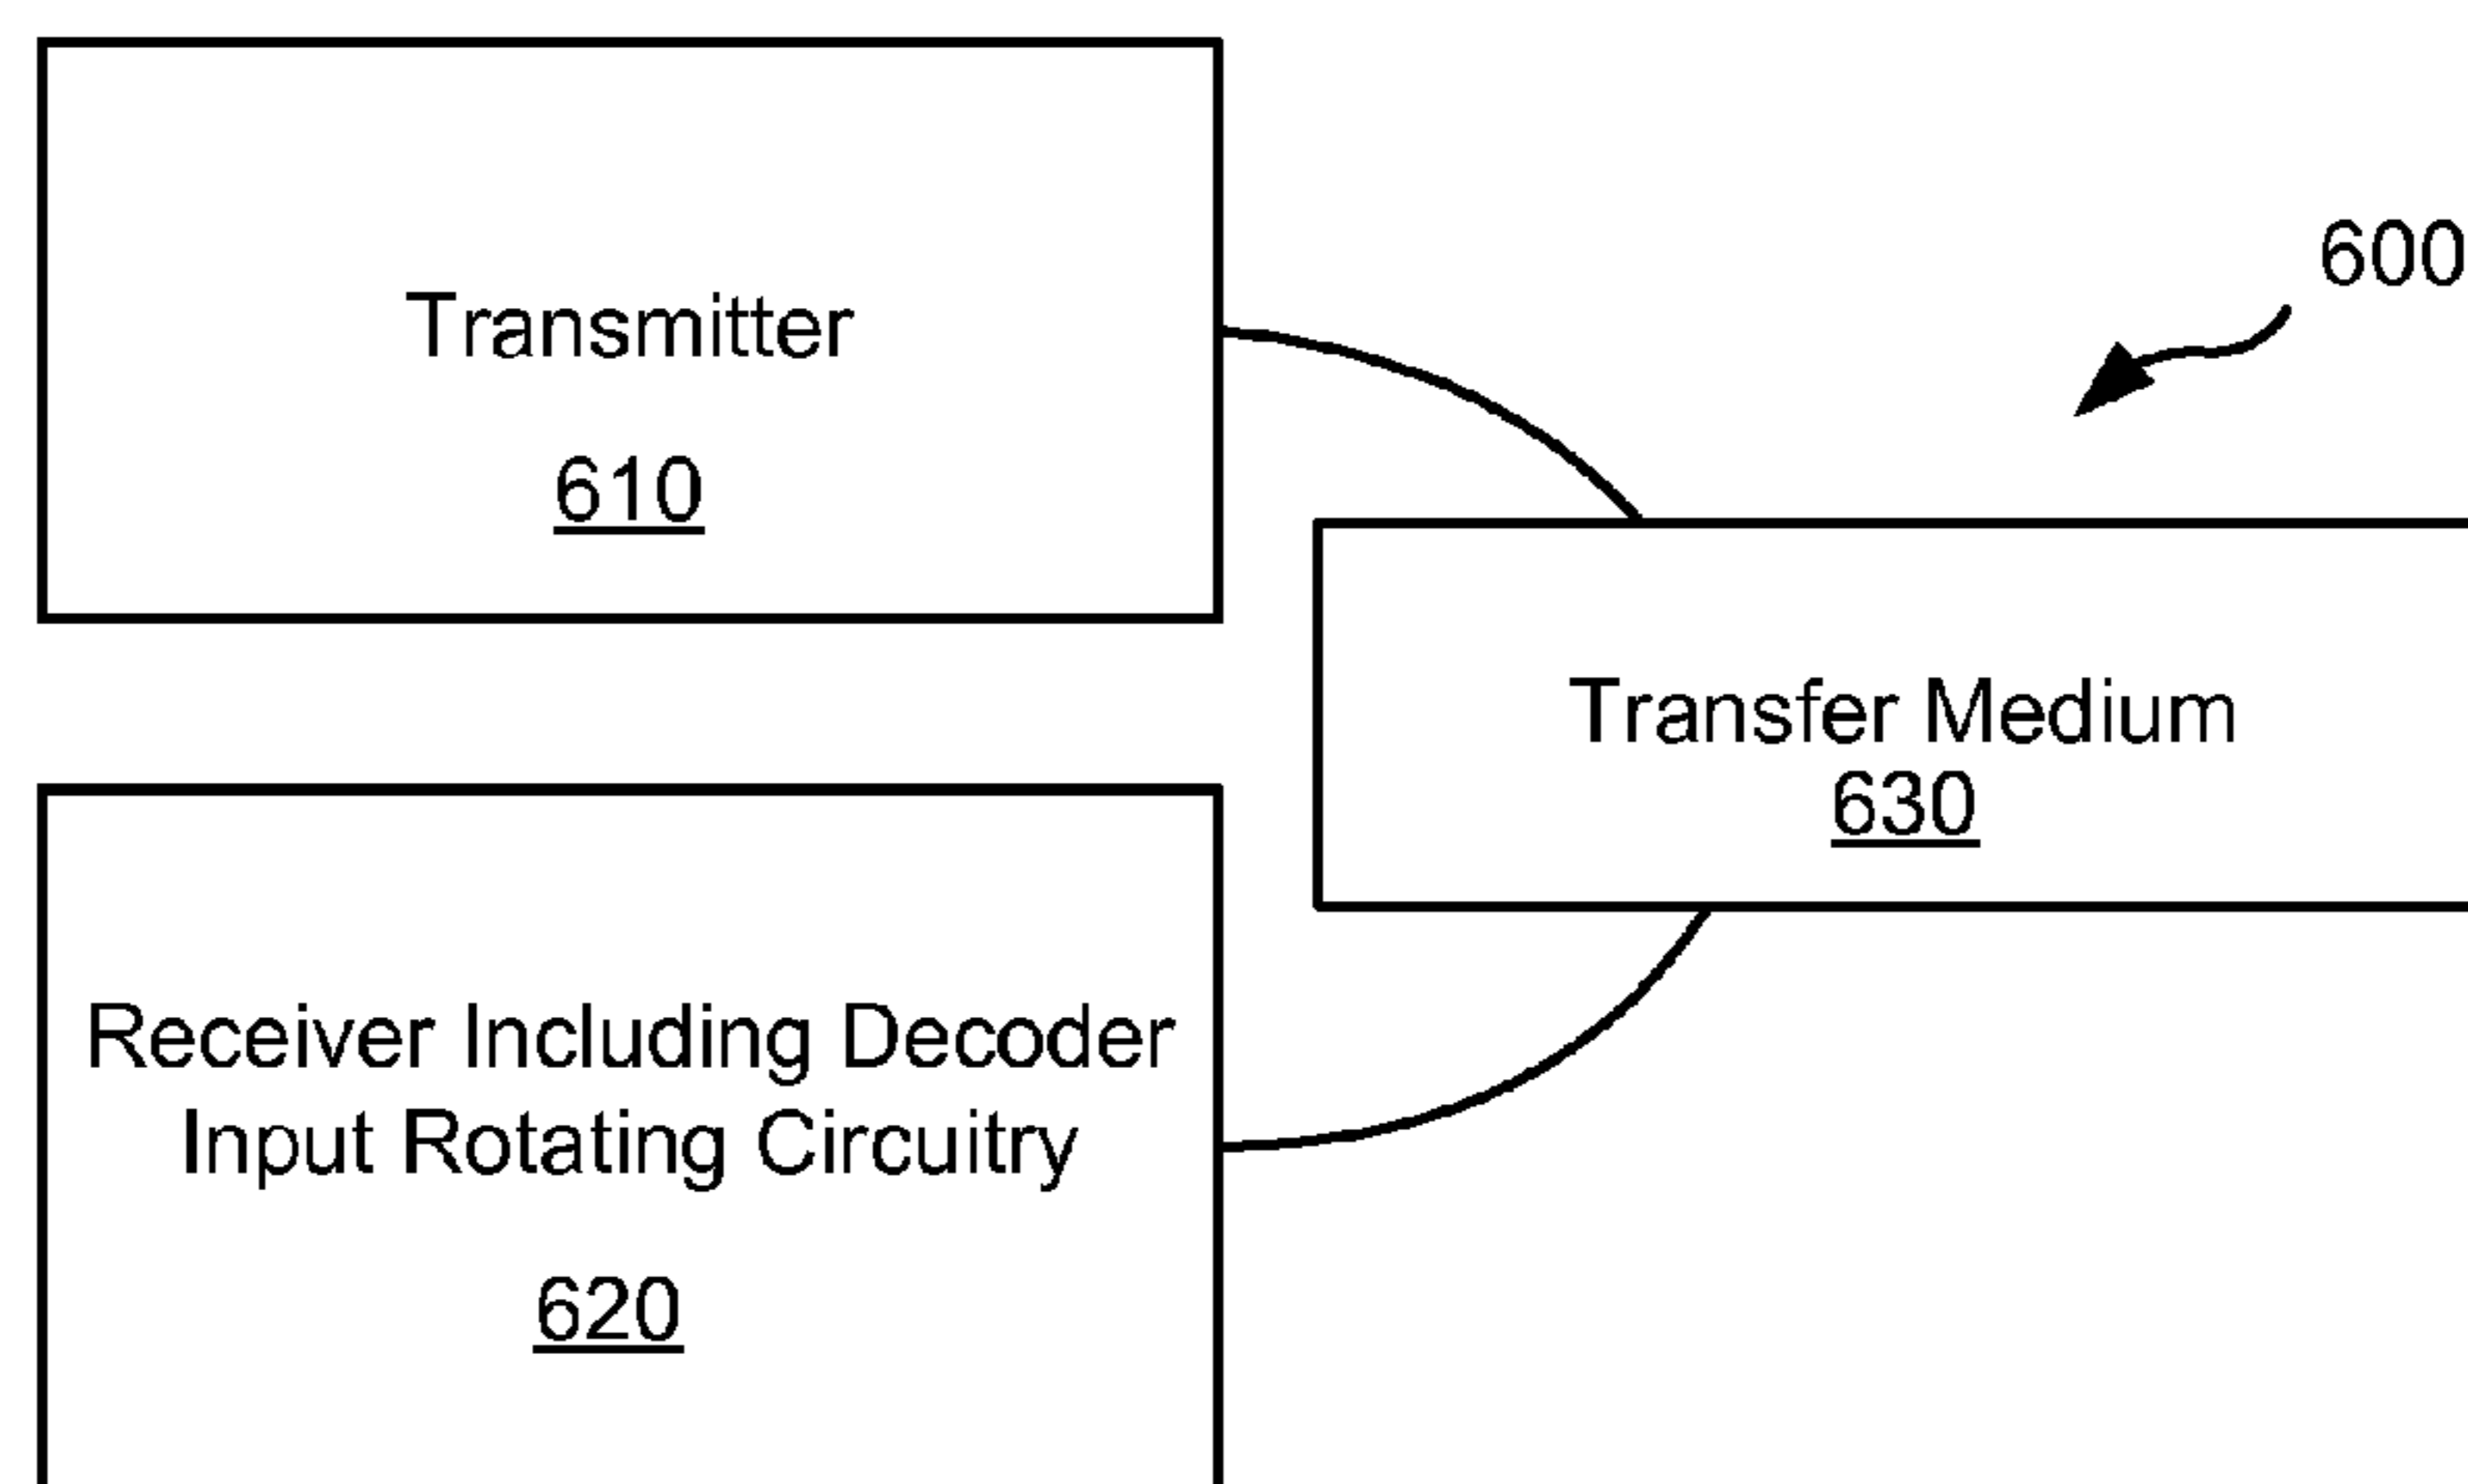 Transmitter
610
600
Transfer Medium
630
Receiver Including Decoder
Input Rotating Circuitry
620